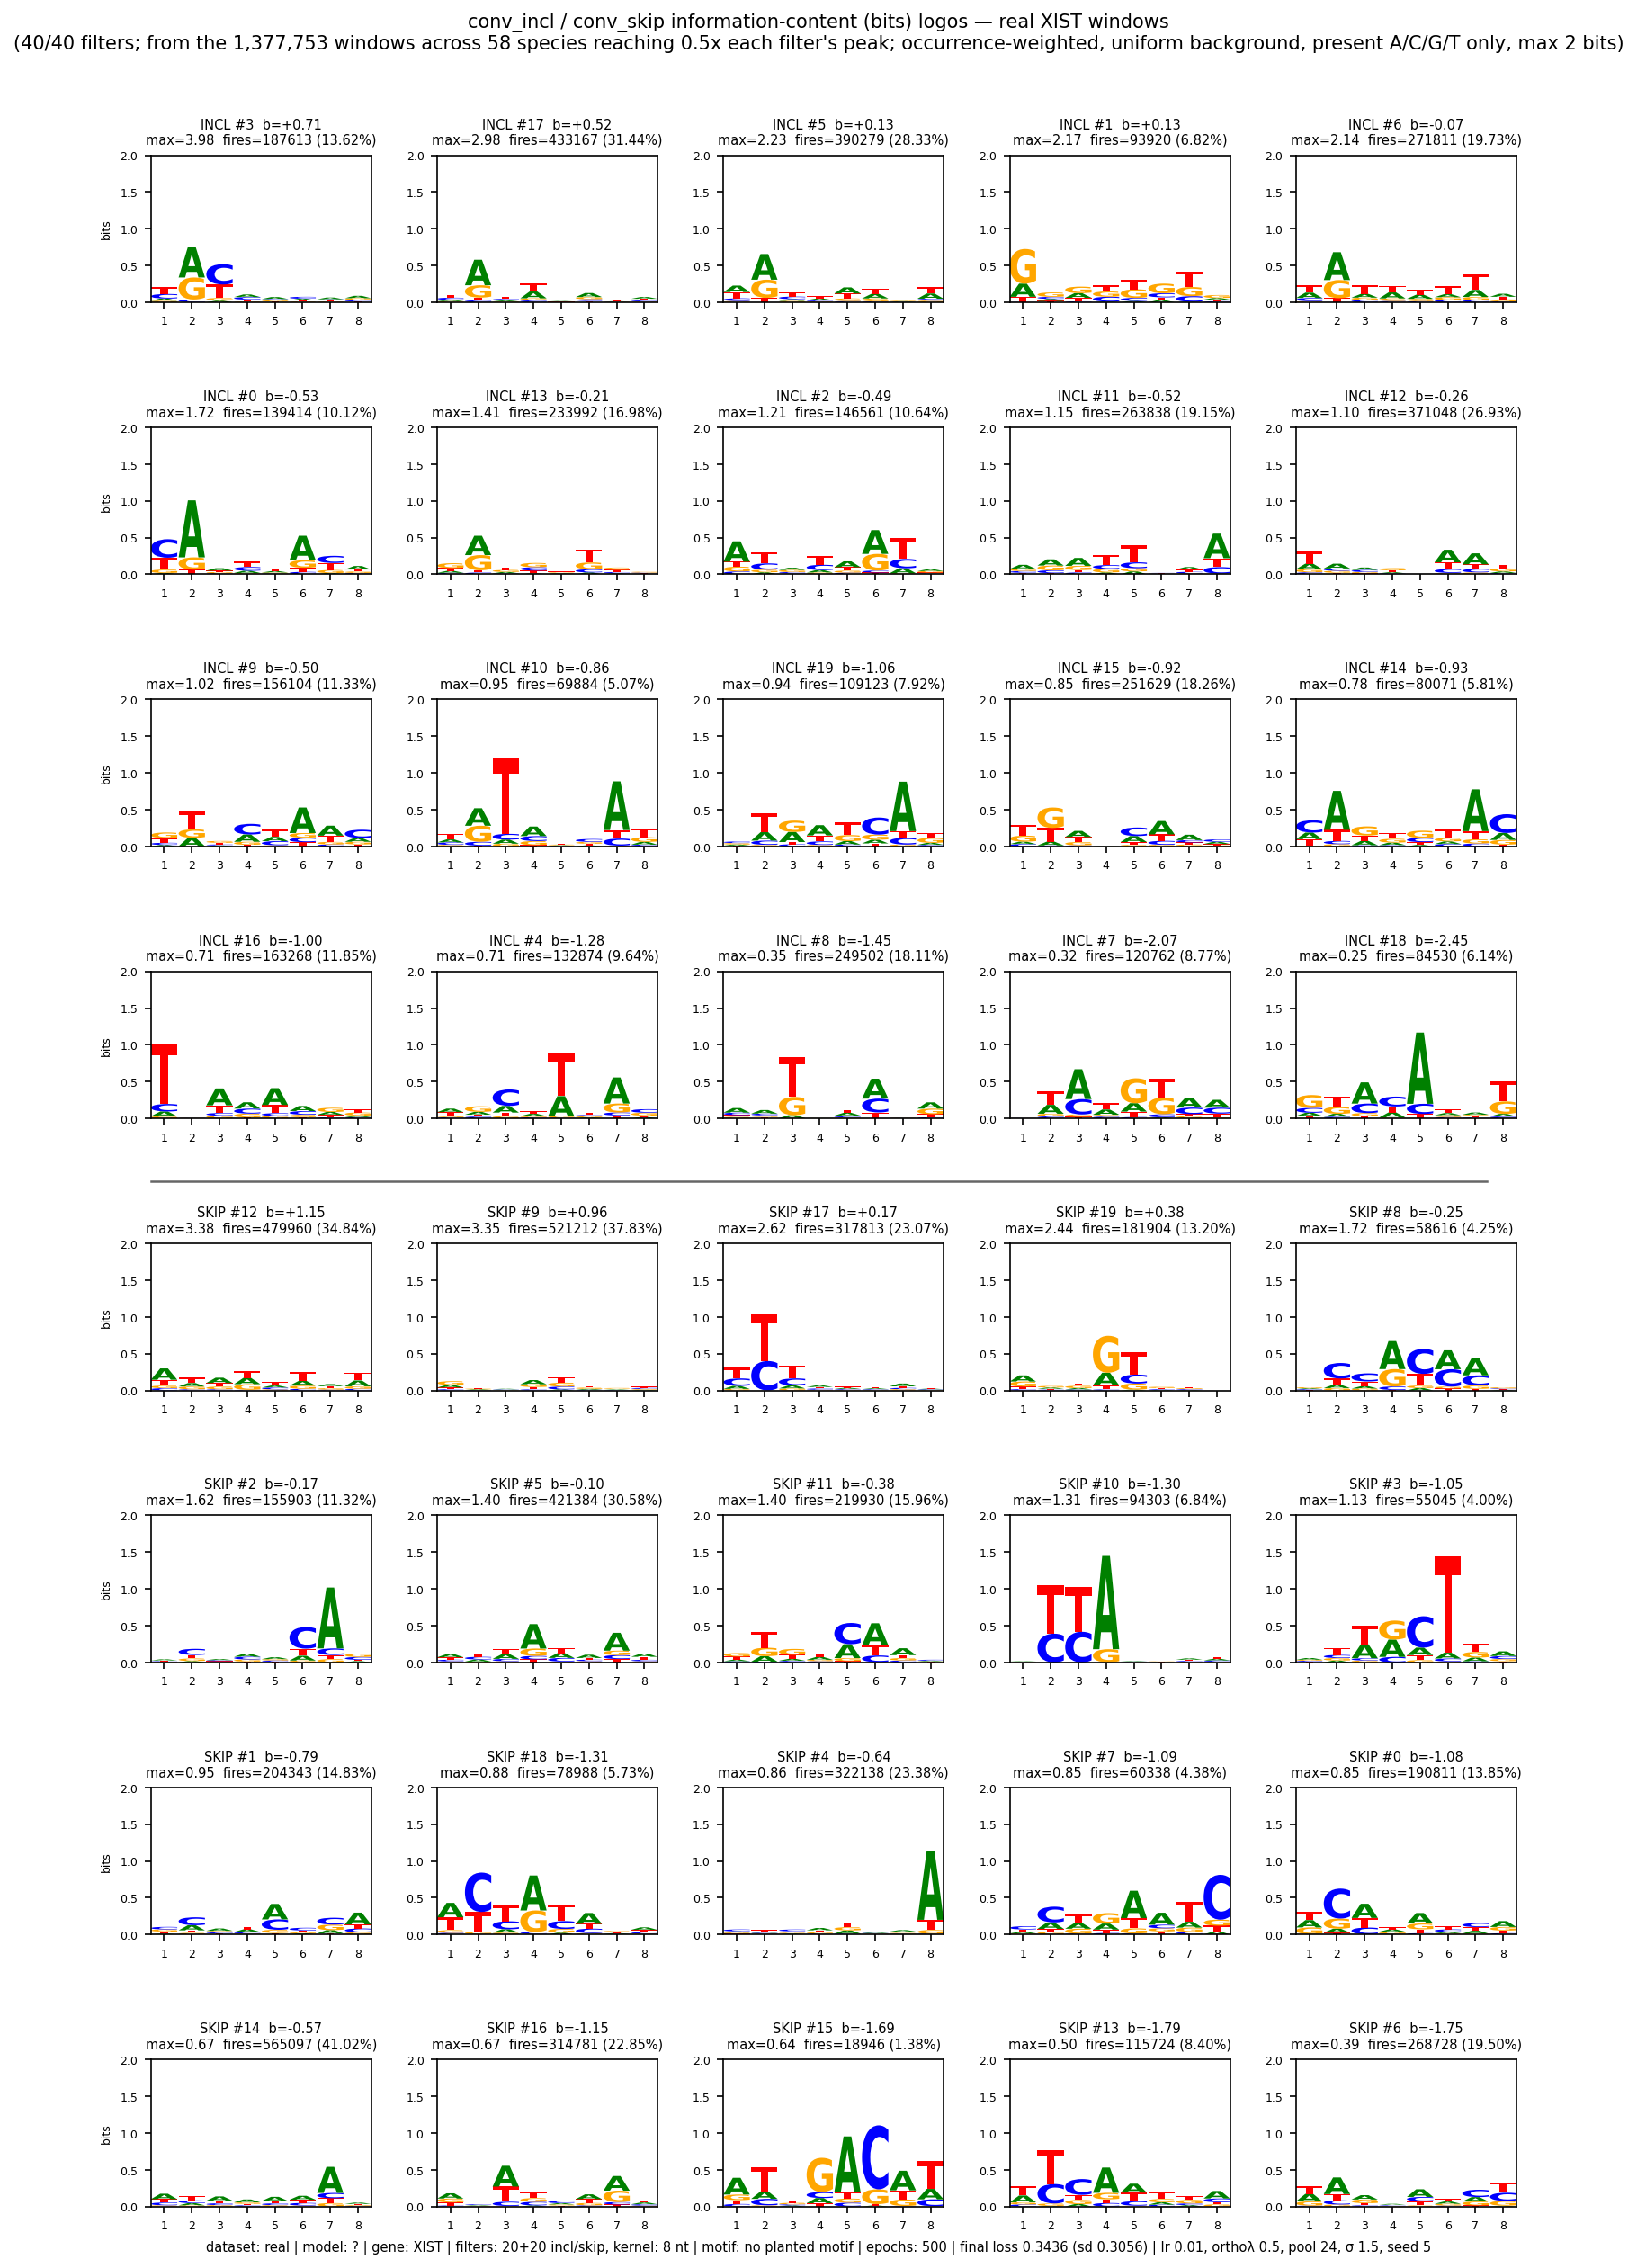 conv_incl / conv_skip information-content (bits) logos — real XIST windows
(40/40 filters; from the 1,377,753 windows across 58 species reaching 0.5x each filter's peak; occurrence-weighted, uniform background, present A/C/G/T only, max 2 bits)
INCL #3 b=+0.71
max=3.98 fires=187613 (13.62%)
INCL #17 b=+0.52
max=2.98 fires=433167 (31.44%)
INCL #5 b=+0.13
max=2.23 fires=390279 (28.33%)
INCL #1 b=+0.13
max=2.17 fires=93920 (6.82%)
INCL #6 b=-0.07
max=2.14 fires=271811 (19.73%)
INCL #0 b=-0.53
max=1.72 fires=139414 (10.12%)
INCL #13 b=-0.21
max=1.41 fires=233992 (16.98%)
INCL #2 b=-0.49
max=1.21 fires=146561 (10.64%)
INCL #11 b=-0.52
max=1.15 fires=263838 (19.15%)
INCL #12 b=-0.26
max=1.10 fires=371048 (26.93%)
INCL #9 b=-0.50
max=1.02 fires=156104 (11.33%)
INCL #10 b=-0.86
max=0.95 fires=69884 (5.07%)
INCL #19 b=-1.06
max=0.94 fires=109123 (7.92%)
INCL #15 b=-0.92
max=0.85 fires=251629 (18.26%)
INCL #14 b=-0.93
max=0.78 fires=80071 (5.81%)
INCL #16 b=-1.00
max=0.71 fires=163268 (11.85%)
INCL #4 b=-1.28
max=0.71 fires=132874 (9.64%)
INCL #8 b=-1.45
max=0.35 fires=249502 (18.11%)
INCL #7 b=-2.07
max=0.32 fires=120762 (8.77%)
INCL #18 b=-2.45
max=0.25 fires=84530 (6.14%)
SKIP #12 b=+1.15
max=3.38 fires=479960 (34.84%)
SKIP #9 b=+0.96
max=3.35 fires=521212 (37.83%)
SKIP #17 b=+0.17
max=2.62 fires=317813 (23.07%)
SKIP #19 b=+0.38
max=2.44 fires=181904 (13.20%)
SKIP #8 b=-0.25
max=1.72 fires=58616 (4.25%)
SKIP #2 b=-0.17
max=1.62 fires=155903 (11.32%)
SKIP #5 b=-0.10
max=1.40 fires=421384 (30.58%)
SKIP #11 b=-0.38
max=1.40 fires=219930 (15.96%)
SKIP #10 b=-1.30
max=1.31 fires=94303 (6.84%)
SKIP #3 b=-1.05
max=1.13 fires=55045 (4.00%)
SKIP #1 b=-0.79
max=0.95 fires=204343 (14.83%)
SKIP #18 b=-1.31
max=0.88 fires=78988 (5.73%)
SKIP #4 b=-0.64
max=0.86 fires=322138 (23.38%)
SKIP #7 b=-1.09
max=0.85 fires=60338 (4.38%)
SKIP #0 b=-1.08
max=0.85 fires=190811 (13.85%)
SKIP #14 b=-0.57
max=0.67 fires=565097 (41.02%)
SKIP #16 b=-1.15
max=0.67 fires=314781 (22.85%)
SKIP #15 b=-1.69
max=0.64 fires=18946 (1.38%)
SKIP #13 b=-1.79
max=0.50 fires=115724 (8.40%)
SKIP #6 b=-1.75
max=0.39 fires=268728 (19.50%)
bits
2.0
1.5
1.0
0.5
0.0
1 2 3 4 5 6 7 8
dataset: real | model: ? | gene: XIST | filters: 20+20 incl/skip, kernel: 8 nt | motif: no planted motif | epochs: 500 | final loss 0.3436 (sd 0.3056) | lr 0.01, orthoλ 0.5, pool 24, σ 1.5, seed 5